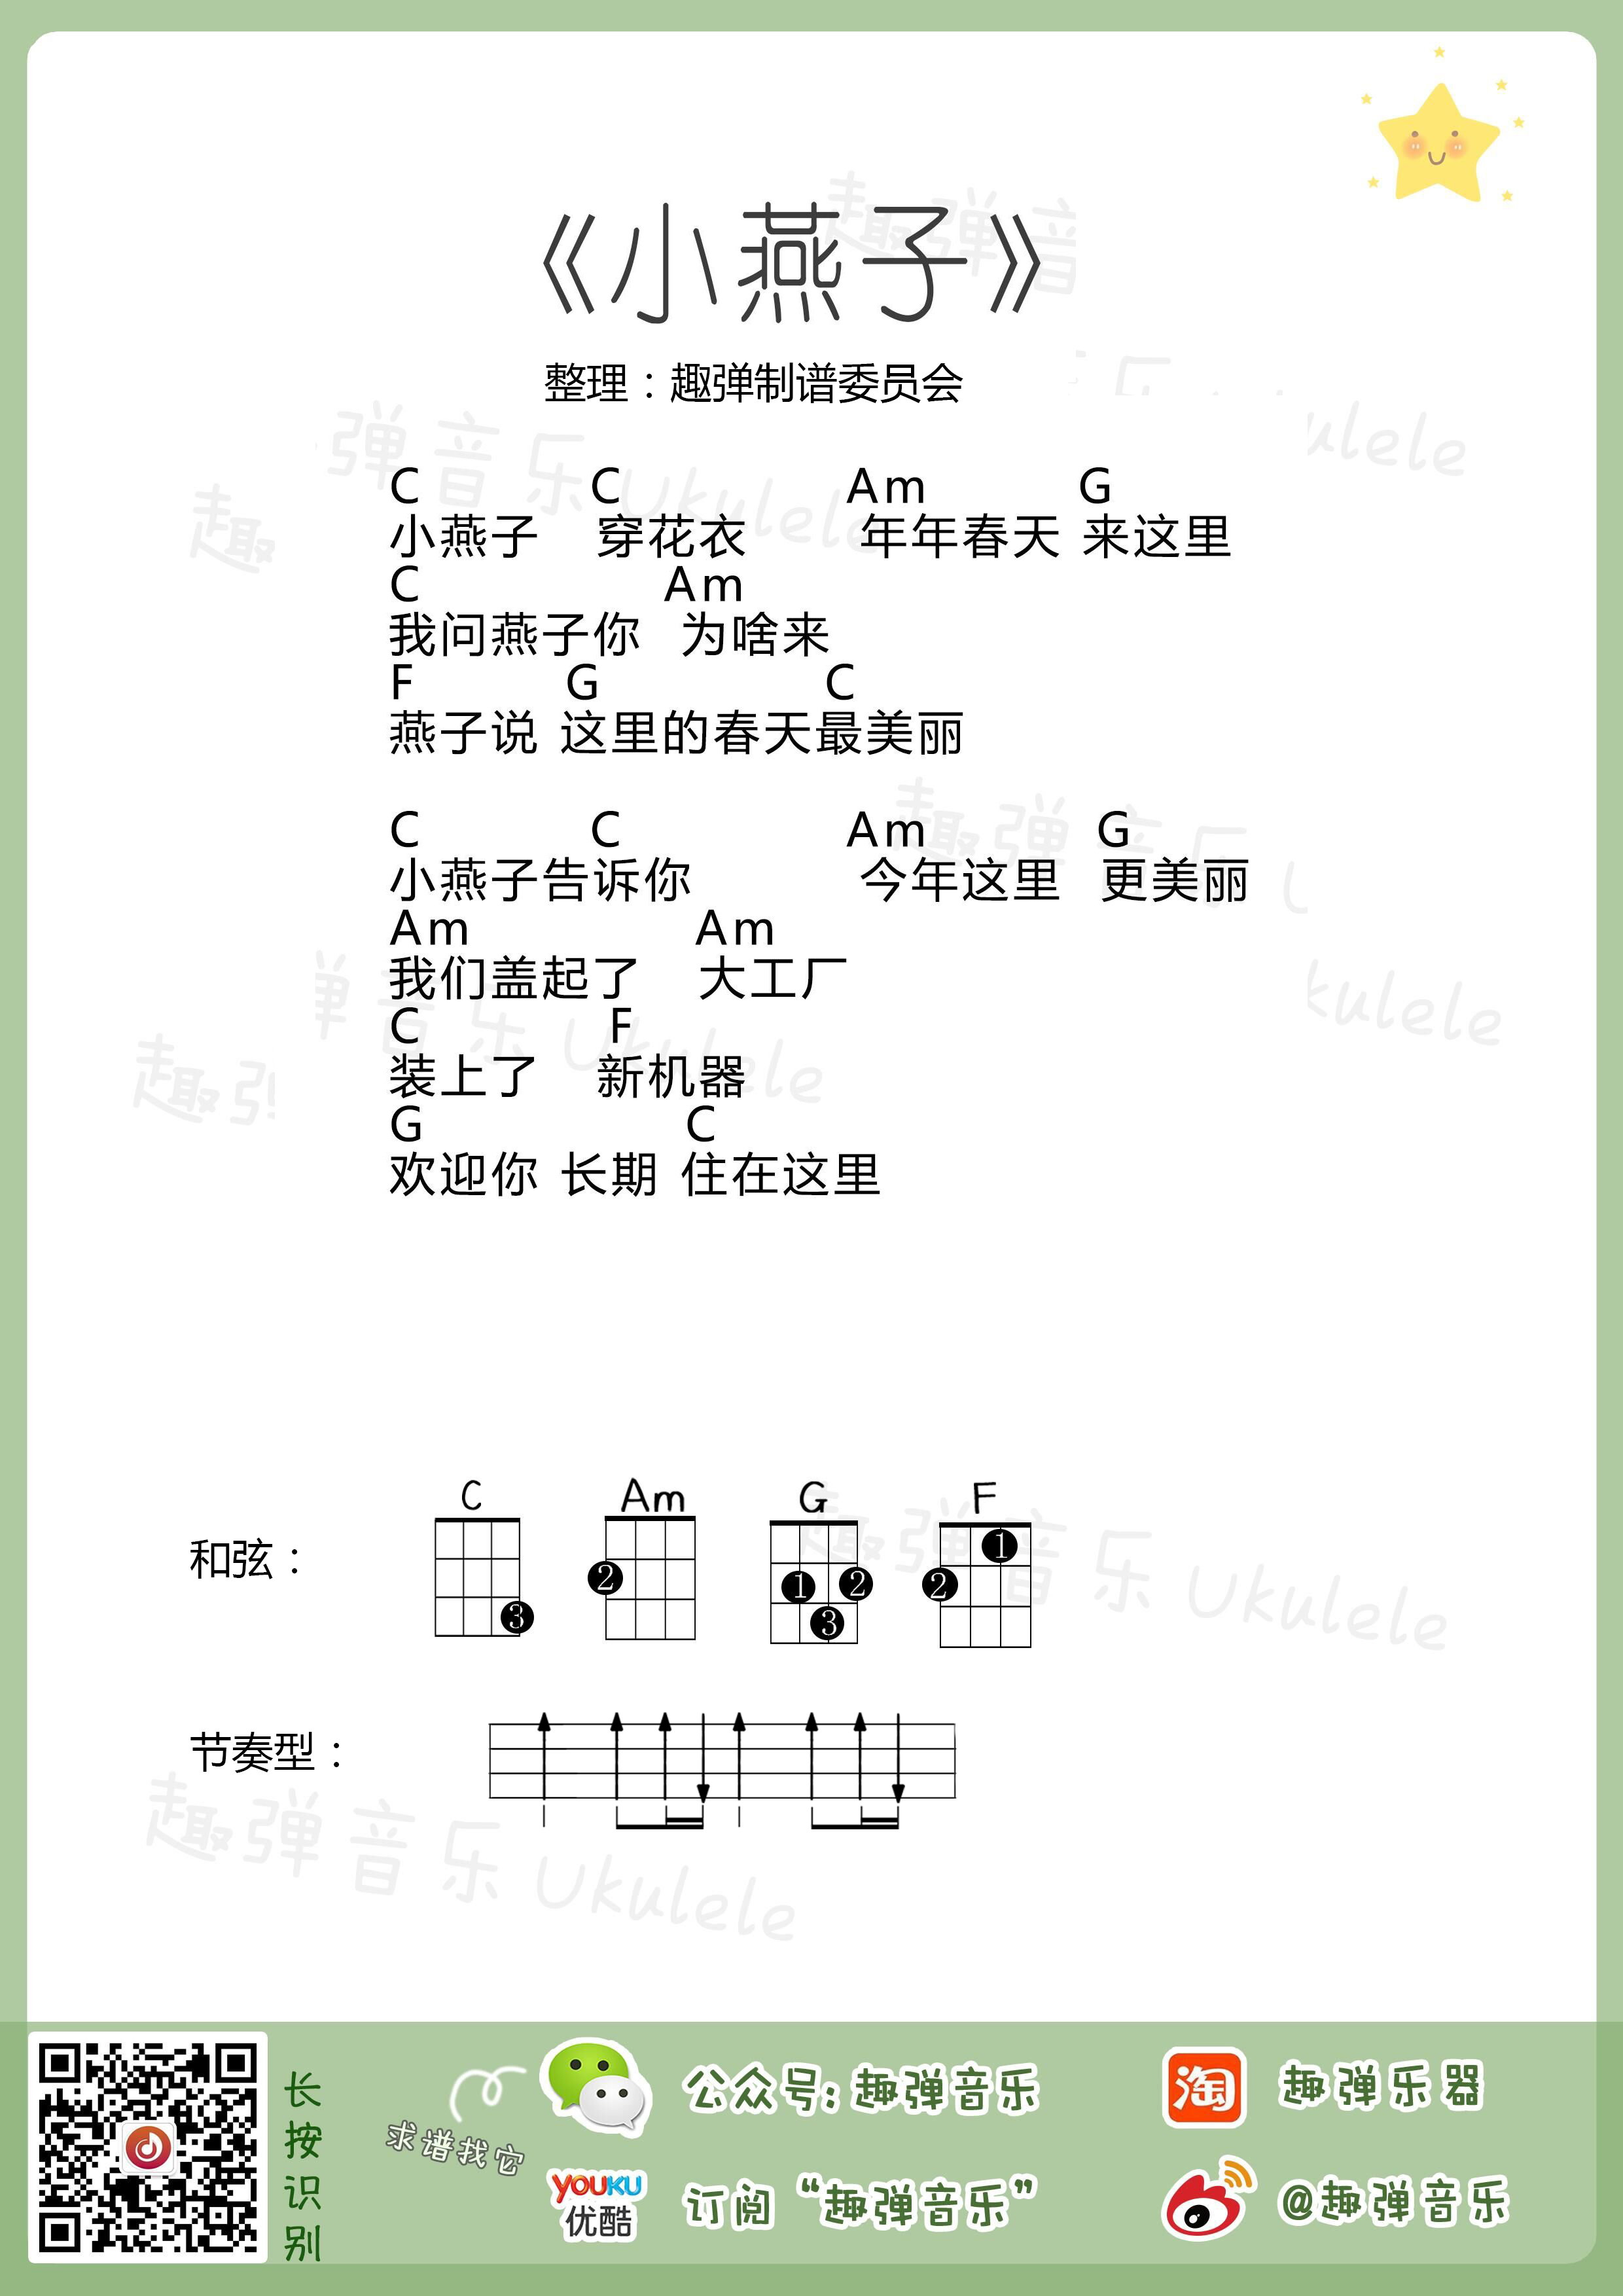 《小燕子》
整理：趣弹制谱委员会
C C Am G
小燕子 穿花衣 年年春天 来这里
C Am
我问燕子你 为啥来
F G C
燕子说 这里的春天最美丽
C C Am G
小燕子告诉你 今年这里 更美丽
Am Am
我们盖起了 大工厂
C F
装上了 新机器
G C
欢迎你 长期 住在这里
和弦： C Am G F
2 3 1 2 3 1 2
节奏型：
长按识别
求谱找它
公众号：趣弹音乐
淘 趣弹乐器
YOUKU 优酷
订阅“趣弹音乐”
@趣弹音乐
趣弹音乐 Ukulele